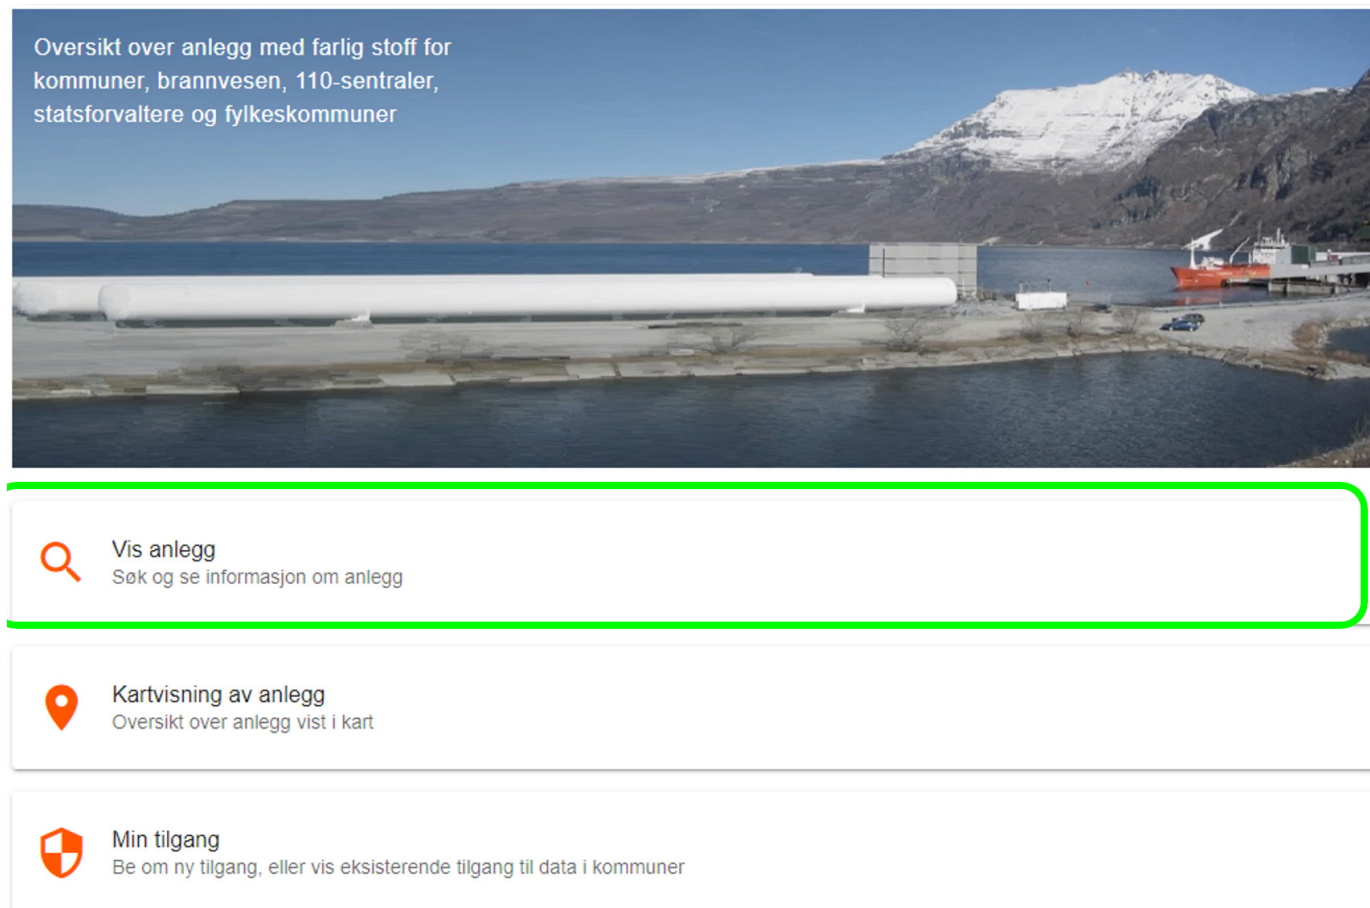 Oversikt over anlegg med farlig stoff for
kommuner, brannvesen, 110-sentraler,
statsforvaltere og fylkeskommuner
Vis anlegg
Søk og se informasjon om anlegg
Kartvisning av anlegg
Oversikt over anlegg vist i kart
Min tilgang
Be om ny tilgang, eller vis eksisterende tilgang til data i kommuner